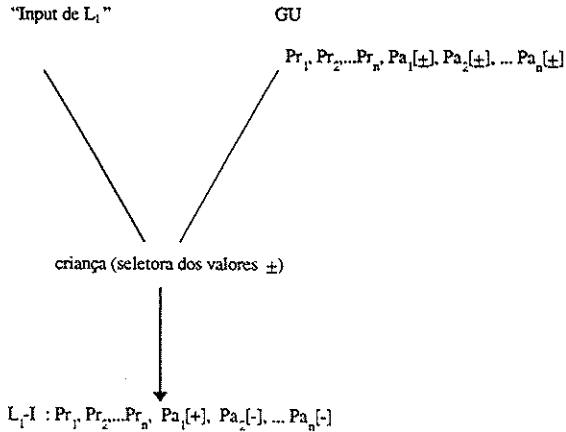 “Input de L₁” GU
Pr₁, Pr₂,...Prₙ, Pa₁[±], Pa₂[±], ... Paₙ[±]
criança (seletora dos valores ±)
L₁-I : Pr₁, Pr₂,...Prₙ, Pa₁[+], Pa₂[-], ... Paₙ[-]